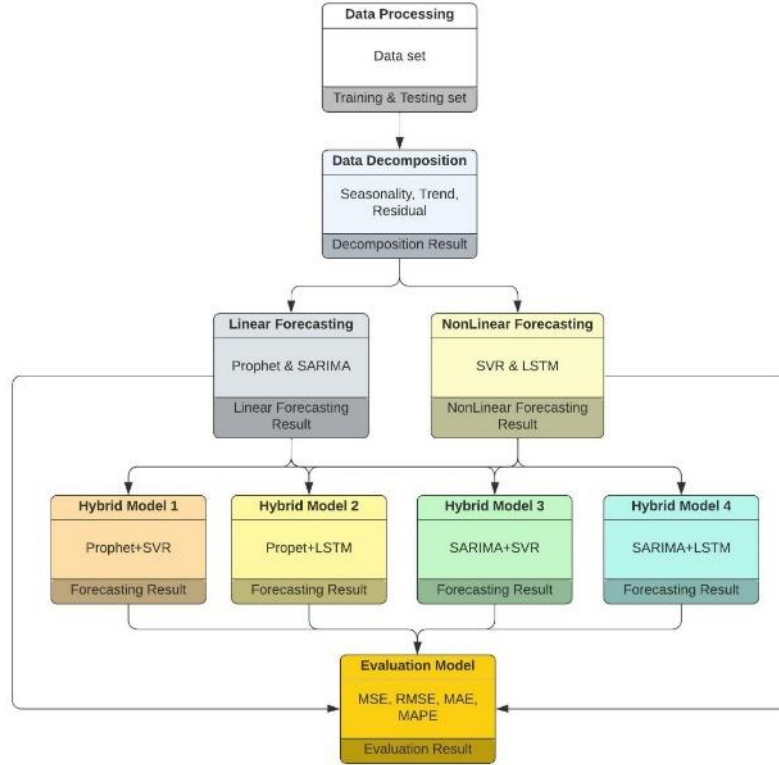 Data Processing
Data set
Training & Testing set
Data Decomposition
Seasonality, Trend,
Residual
Decomposition Result
Linear Forecasting
Prophet & SARIMA
Linear Forecasting
Result
NonLinear Forecasting
SVR & LSTM
NonLinear Forecasting
Result
Hybrid Model 1
Prophet+SVR
Forecasting Result
Hybrid Model 2
Propet+LSTM
Forecasting Result
Hybrid Model 3
SARIMA+SVR
Forecasting Result
Hybrid Model 4
SARIMA+LSTM
Forecasting Result
Evaluation Model
MSE, RMSE, MAE,
MAPE
Evaluation Result